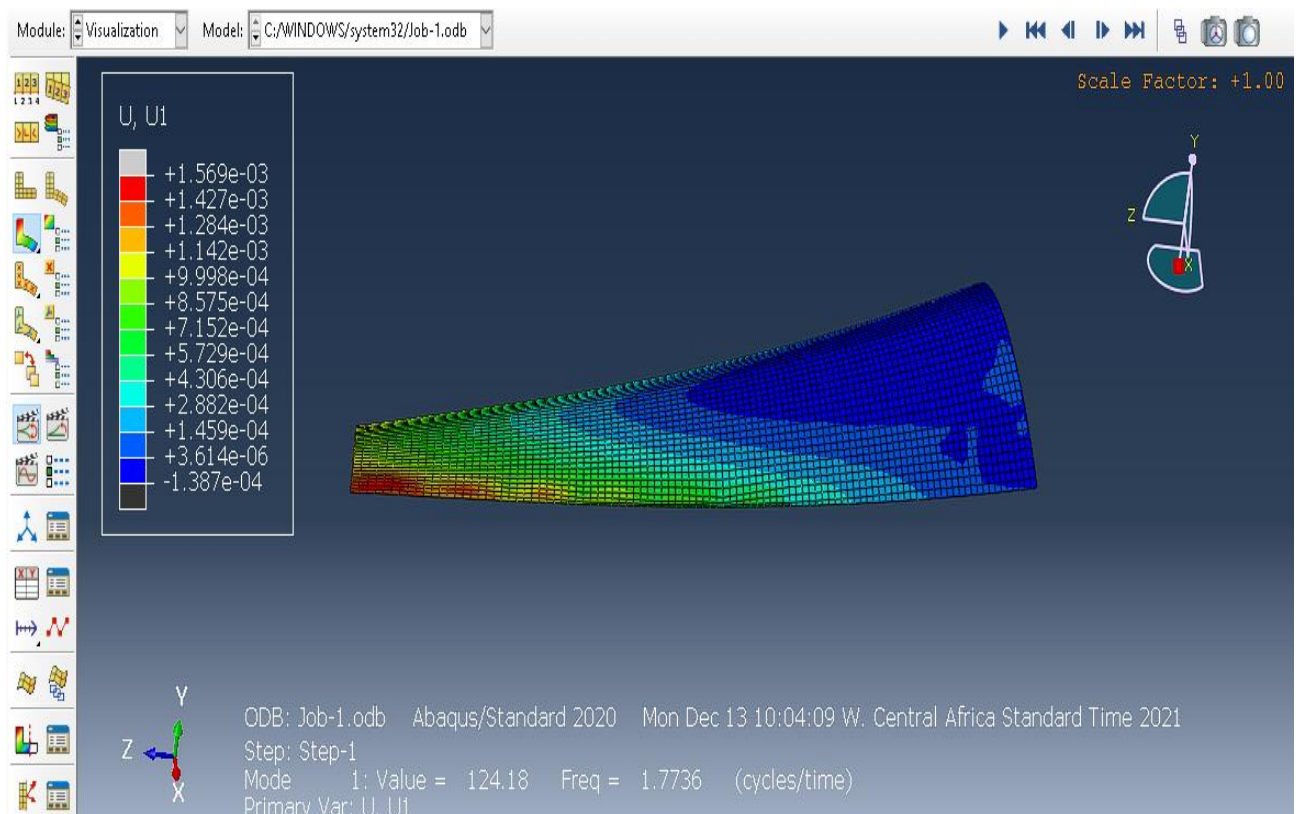 Module: Visualization Model: C:/WINDOWS/system32/Job-1.odb
Scale Factor: +1.00
U, U1
+1.569e-03
+1.427e-03
+1.284e-03
+1.142e-03
+9.998e-04
+8.575e-04
+7.152e-04
+5.729e-04
+4.306e-04
+2.882e-04
+1.459e-04
+3.614e-06
-1.387e-04
Y
Z
X
Y
Z
X
ODB: Job-1.odb Abaqus/Standard 2020 Mon Dec 13 10:04:09 W. Central Africa Standard Time 2021
Step: Step-1
Mode 1: Value = 124.18 Freq = 1.7736 (cycles/time)
Primary Var: U, U1